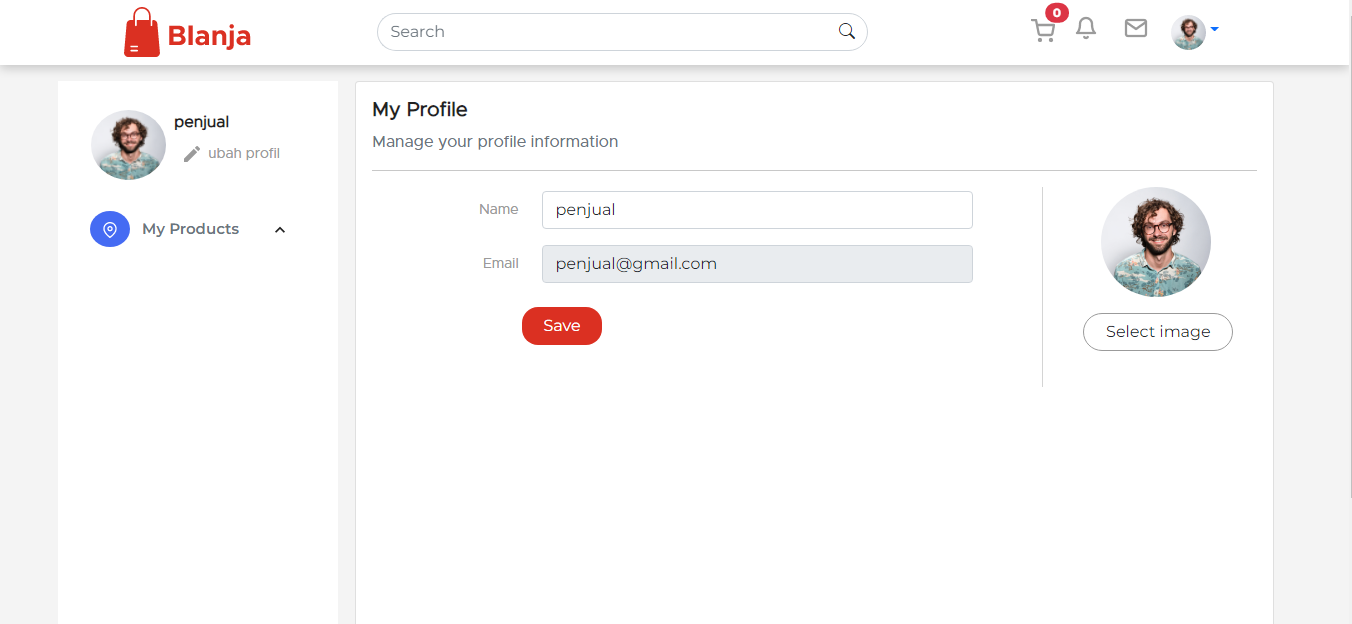 Blanja
Search
0
penjual
ubah profil
My Products
My Profile
Manage your profile information
Name
penjual
Email
penjual@gmail.com
Save
Select image